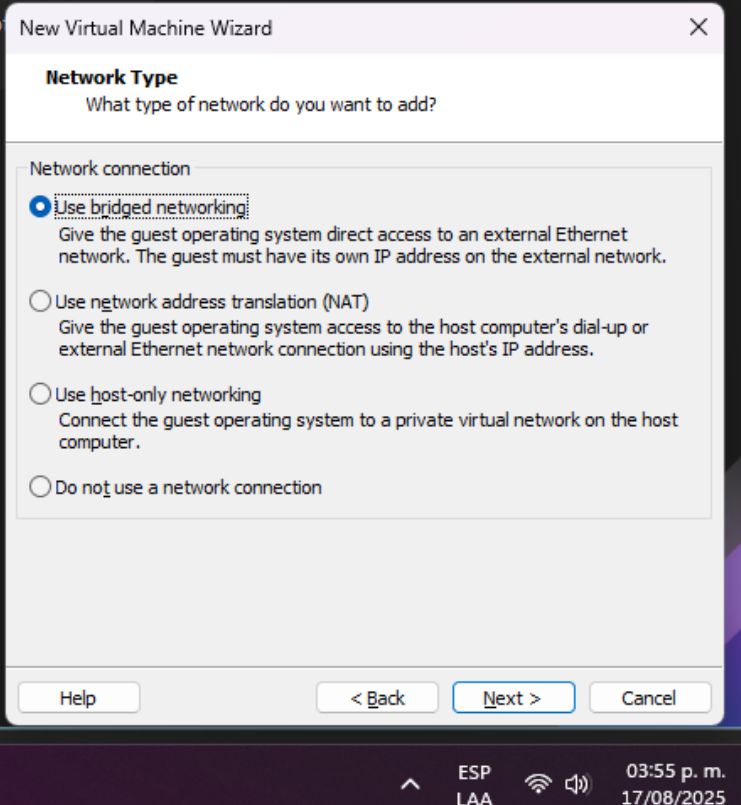 New Virtual Machine Wizard
Network Type
What type of network do you want to add?
Network connection
Use bridged networking
Give the guest operating system direct access to an external Ethernet
network. The guest must have its own IP address on the external network.
Use network address translation (NAT)
Give the guest operating system access to the host computer's dial-up or
external Ethernet network connection using the host's IP address.
Use host-only networking
Connect the guest operating system to a private virtual network on the host
computer.
Do not use a network connection
Help
< Back
Next >
Cancel
ESP
LAA
03:55 p. m.
17/08/2025